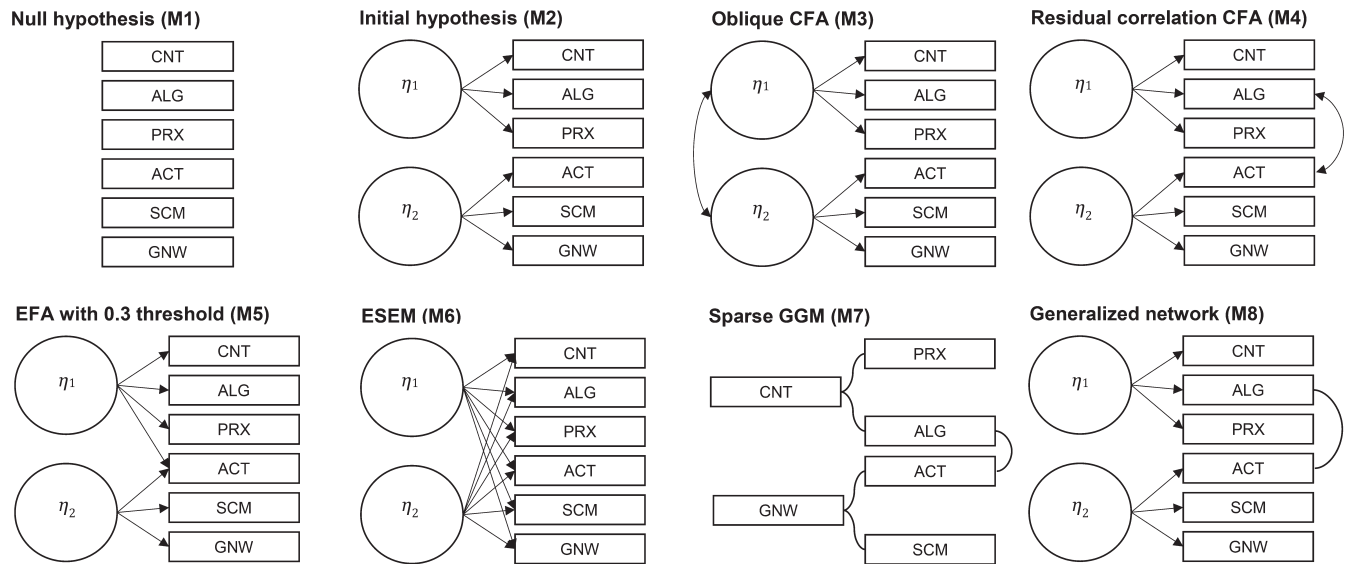 Null hypothesis (M1)
CNT
ALG
PRX
ACT
SCM
GNW
Initial hypothesis (M2)
η1
η2
CNT
ALG
PRX
ACT
SCM
GNW
Oblique CFA (M3)
η1
η2
CNT
ALG
PRX
ACT
SCM
GNW
Residual correlation CFA (M4)
η1
η2
CNT
ALG
PRX
ACT
SCM
GNW
EFA with 0.3 threshold (M5)
η1
η2
CNT
ALG
PRX
ACT
SCM
GNW
ESEM (M6)
η1
η2
CNT
ALG
PRX
ACT
SCM
GNW
Sparse GGM (M7)
PRX
CNT
ALG
ACT
GNW
SCM
Generalized network (M8)
η1
η2
CNT
ALG
PRX
ACT
SCM
GNW